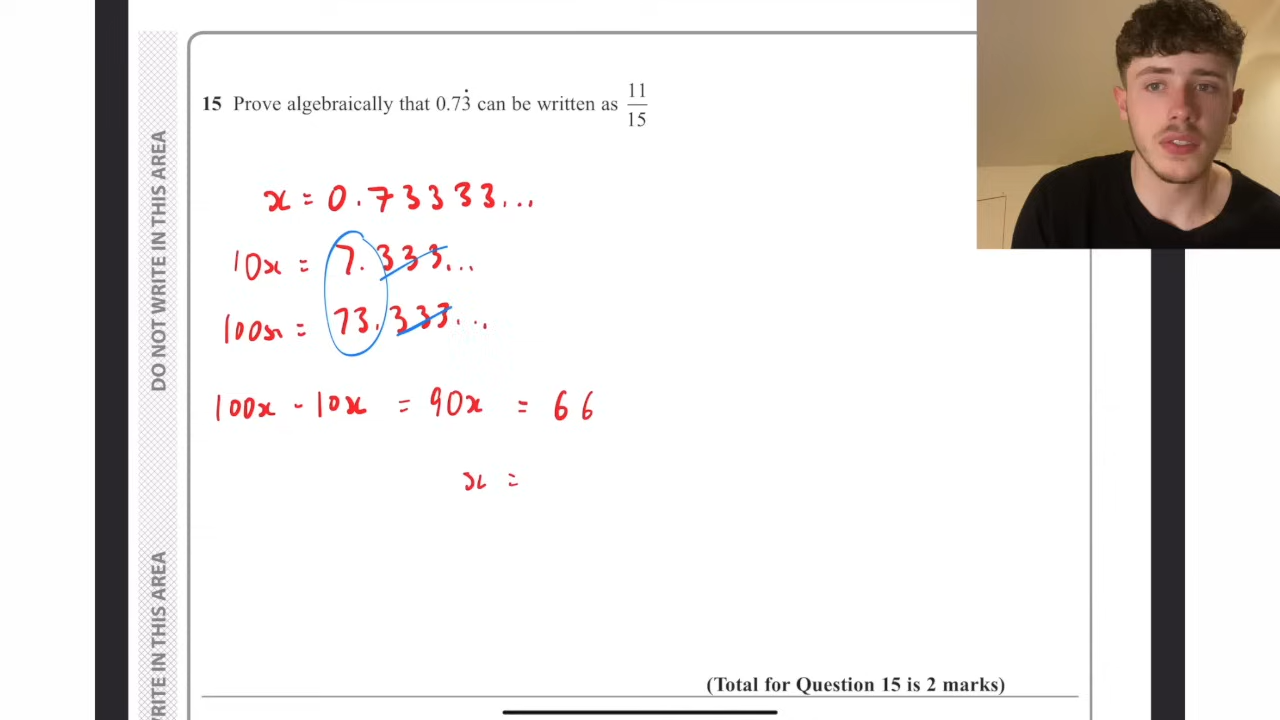 DO NOT WRITE IN THIS AREA
15 Prove algebraically that 0.73̇ can be written as 11/15
x = 0.73333...
10x = 7.333...
100x = 73.333...
100x - 10x = 90x = 66
x =
(Total for Question 15 is 2 marks)
WRITE IN THIS AREA